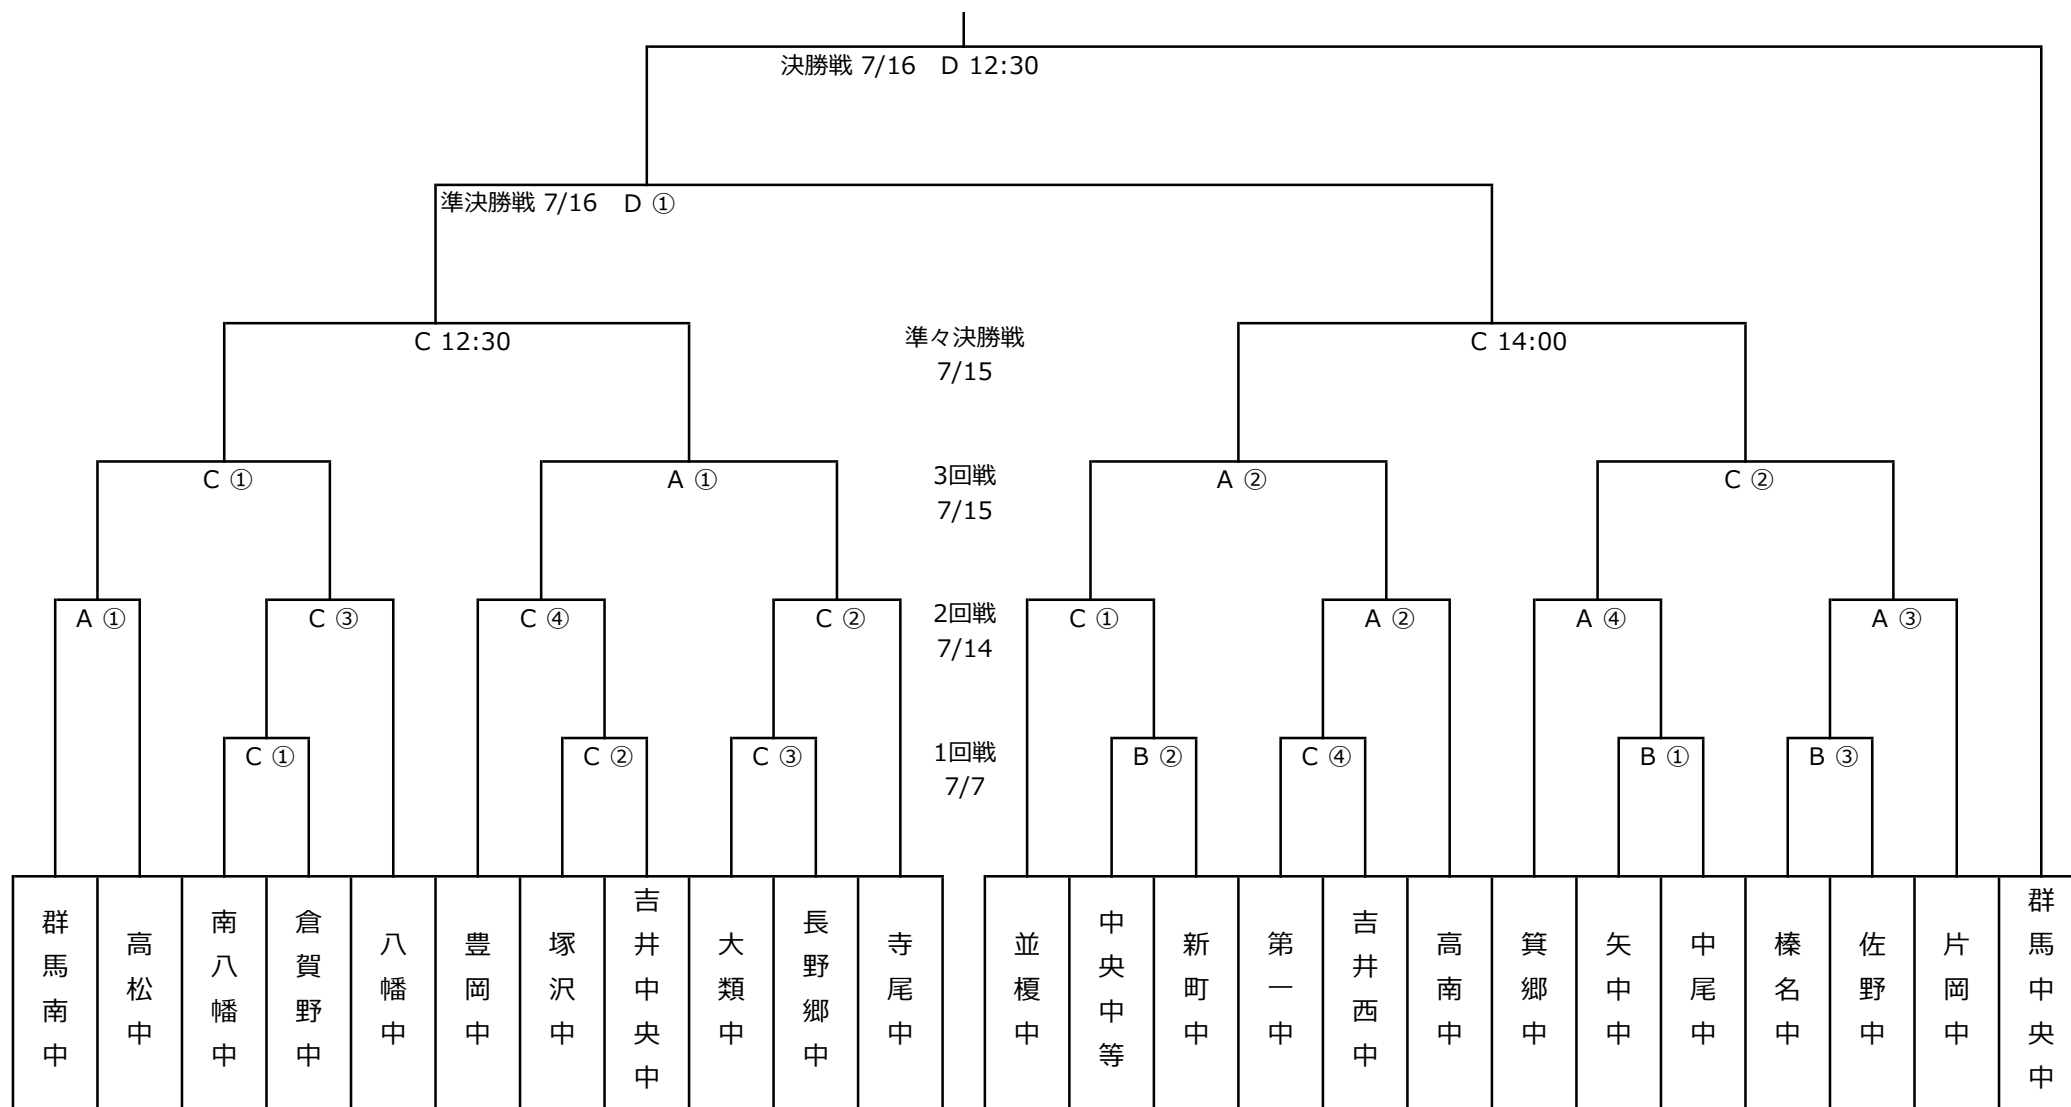 決勝戦 7/16　D 12:30
準決勝戦 7/16　D ①
C 12:30
準々決勝戦
7/15
C 14:00
C ①
A ①
3回戦
7/15
A ②
C ②
A ①
C ③
C ④
C ②
2回戦
7/14
C ①
A ②
A ④
A ③
C ①
C ②
C ③
1回戦
7/7
B ②
C ④
B ①
B ③
群馬南中
高松中
南八幡中
倉賀野中
八幡中
豊岡中
塚沢中
吉井中央中
大類中
長野郷中
寺尾中
並榎中
中央中等
新町中
第一中
吉井西中
高南中
箕郷中
矢中中
中尾中
榛名中
佐野中
片岡中
群馬中央中